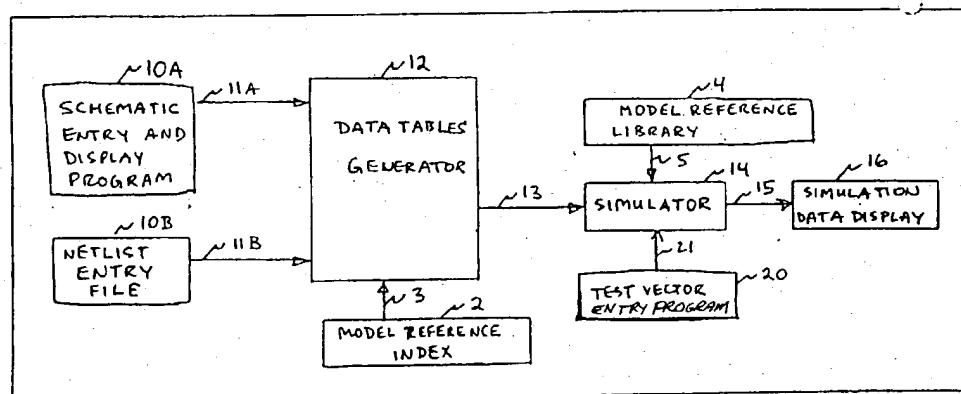 10A
SCHEMATIC
ENTRY AND
DISPLAY
PROGRAM
11A
10B
NETLIST
ENTRY
FILE
11B
12
DATA TABLES
GENERATOR
3
2
MODEL REFERENCE
INDEX
13
4
MODEL REFERENCE
LIBRARY
5
14
SIMULATOR
15
16
SIMULATION
DATA DISPLAY
21
20
TEST VECTOR
ENTRY PROGRAM